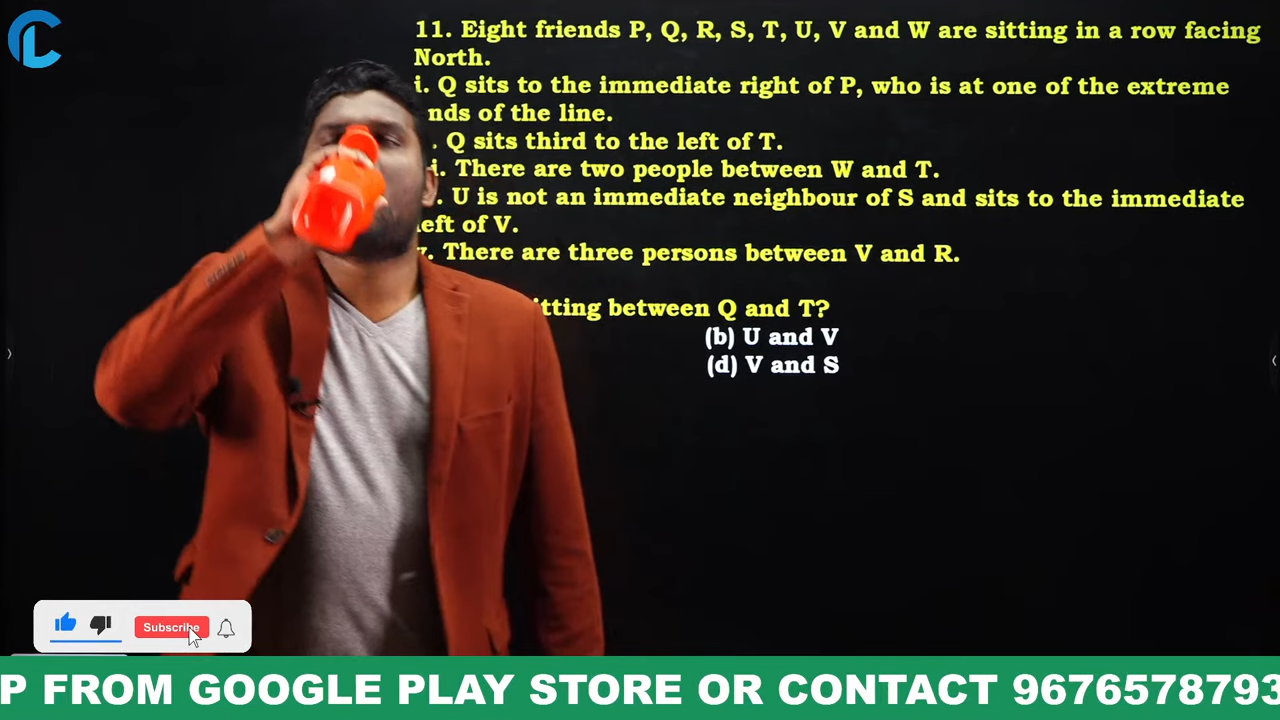 11. Eight friends P, Q, R, S, T, U, V and W are sitting in a row facing
North.
i. Q sits to the immediate right of P, who is at one of the extreme
nds of the line.
. Q sits third to the left of T.
i. There are two people between W and T.
. U is not an immediate neighbour of S and sits to the immediate
eft of V.
v. There are three persons between V and R.
itting between Q and T?
(b) U and V
(d) V and S
Subscribe
P FROM GOOGLE PLAY STORE OR CONTACT 9676578793